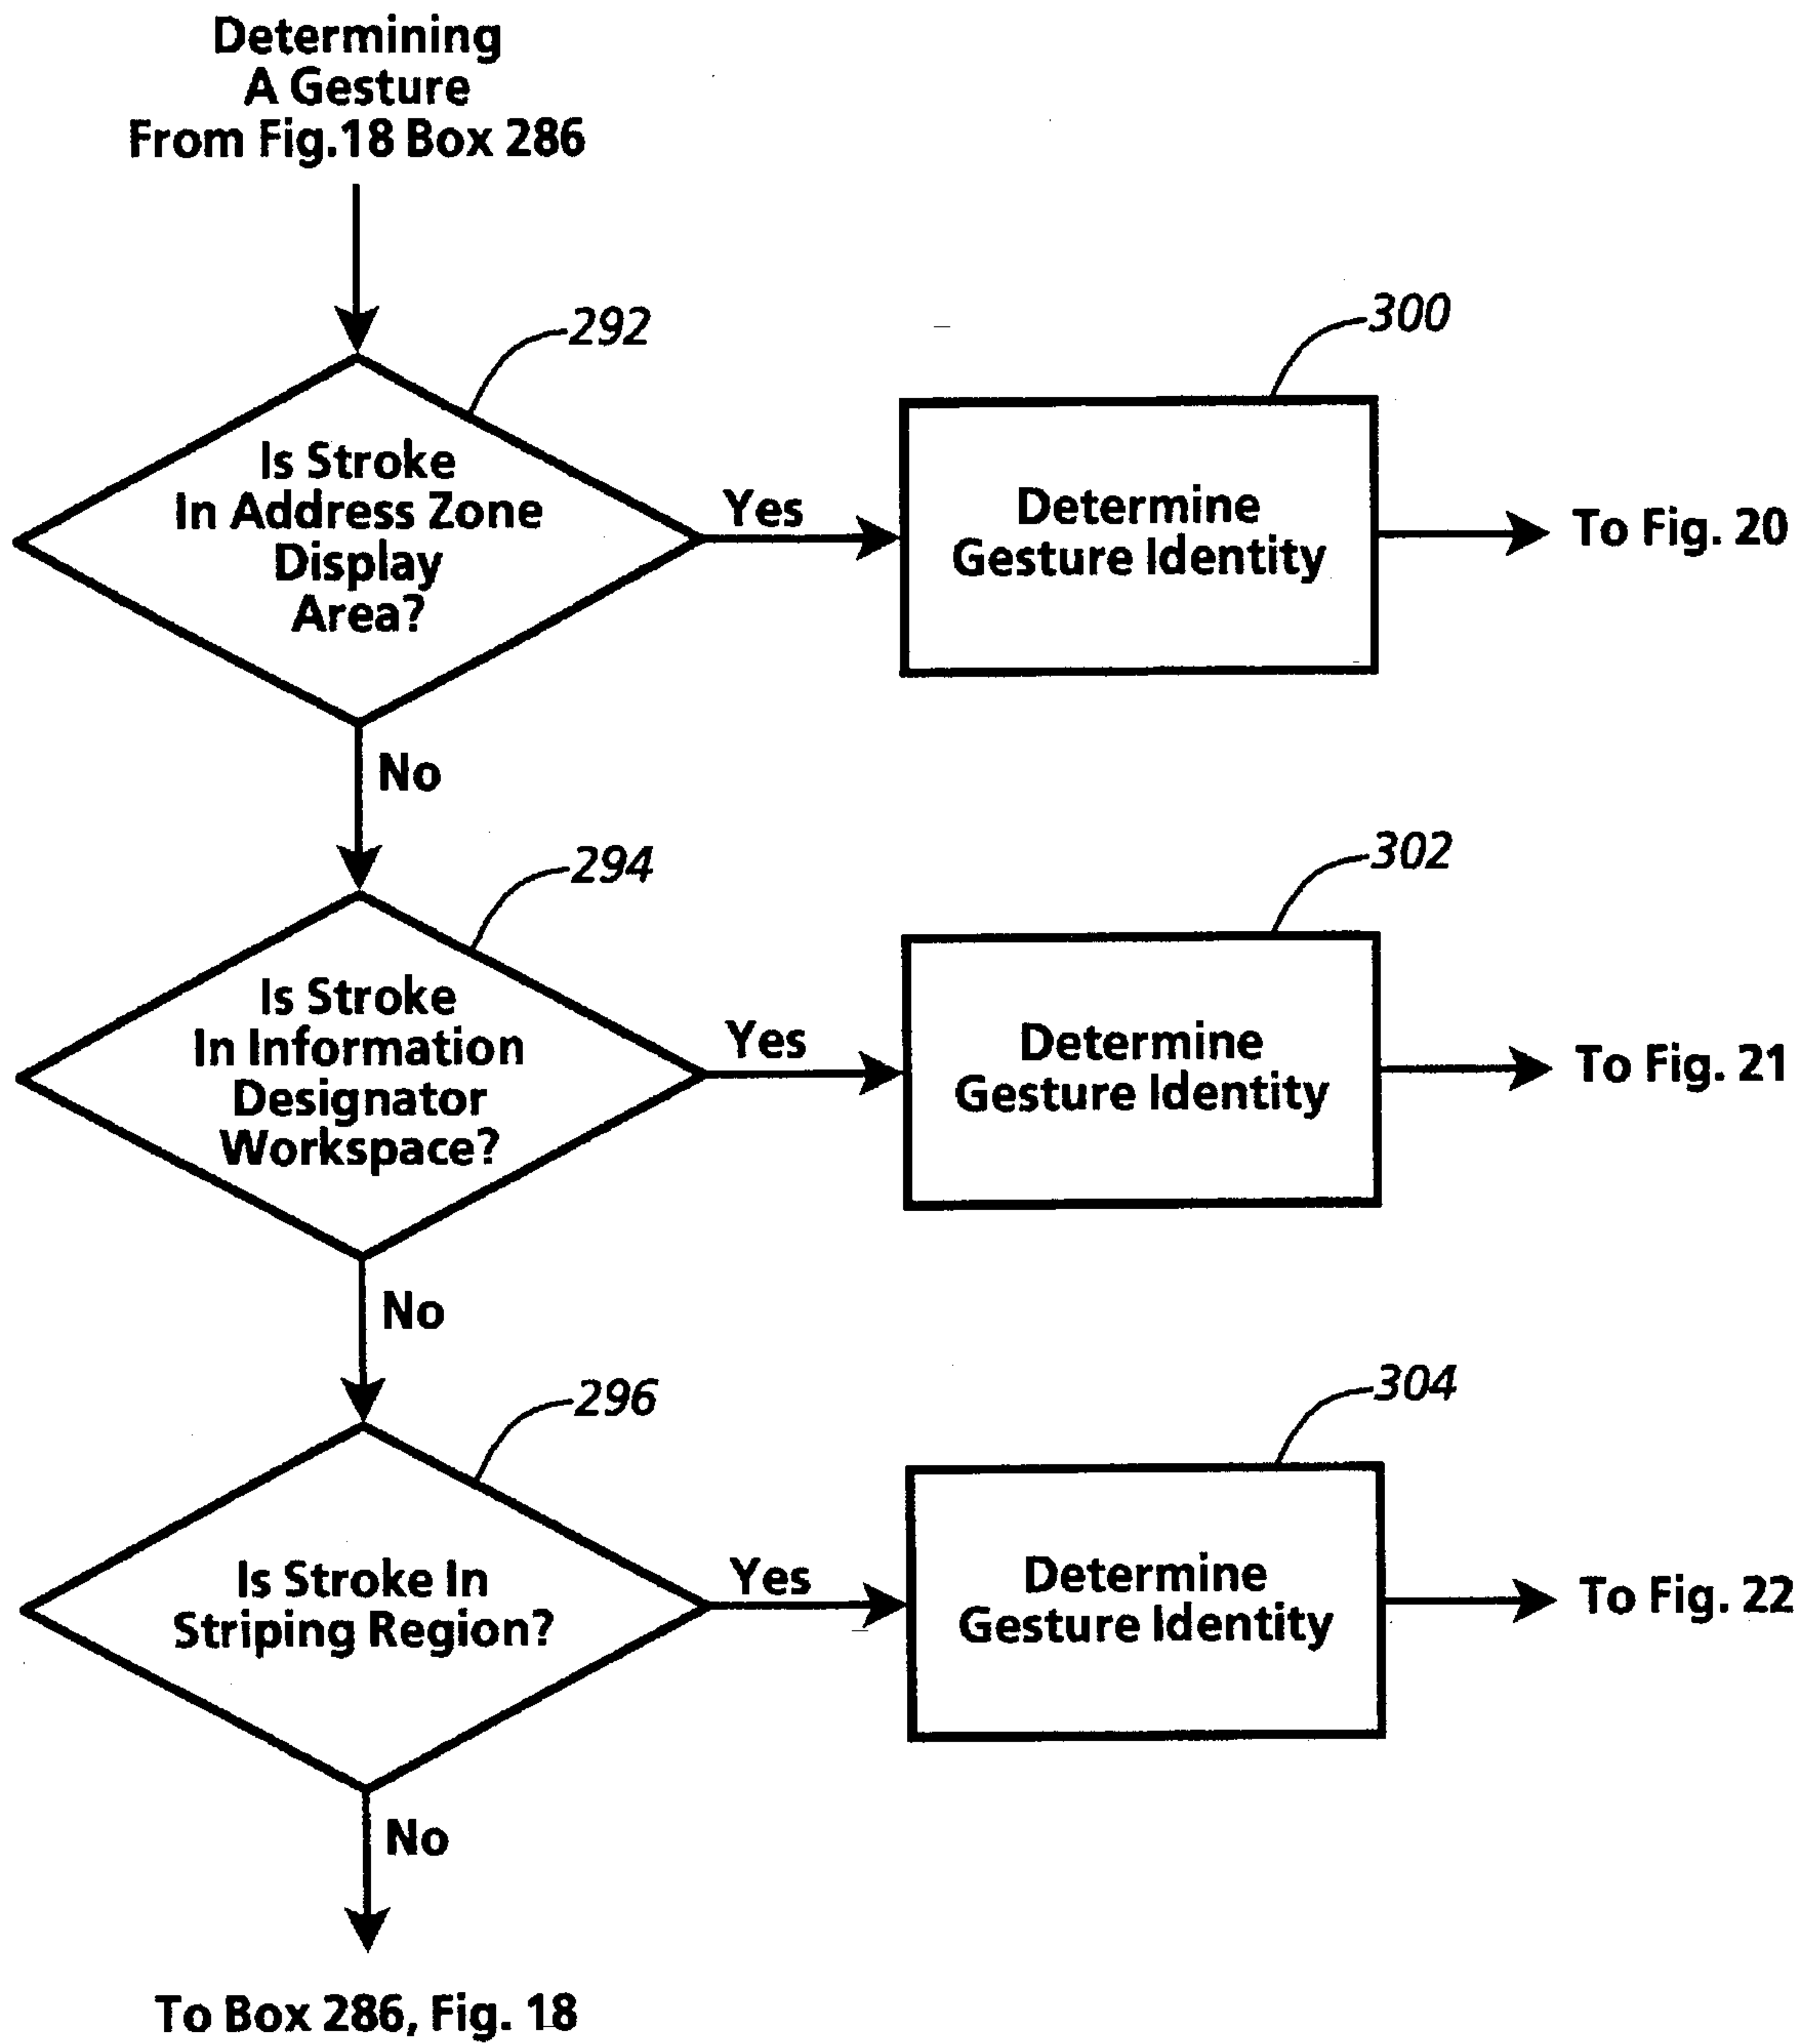 Determining
A Gesture
From Fig.18 Box 286
292
300
Is Stroke
In Address Zone
Display
Area?
Yes
Determine
Gesture Identity
To Fig. 20
No
294
302
Is Stroke
In Information
Designator
Workspace?
Yes
Determine
Gesture Identity
To Fig. 21
No
296
304
Is Stroke In
Striping Region?
Yes
Determine
Gesture Identity
To Fig. 22
No
To Box 286, Fig. 18